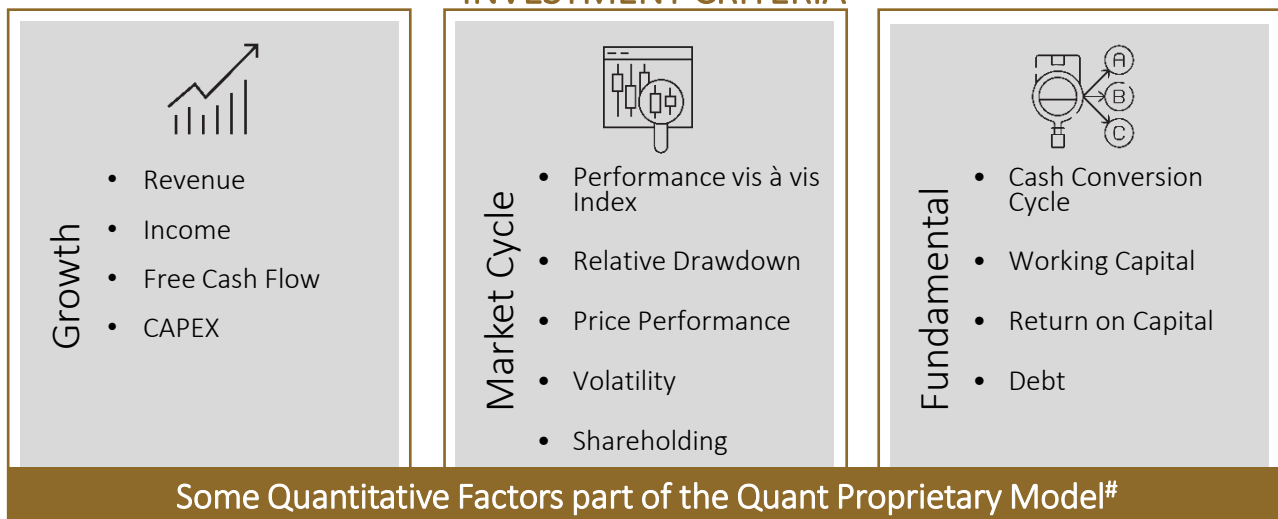 INVESTMENT CRITERIA
Growth
• Revenue
• Income
• Free Cash Flow
• CAPEX
Market Cycle
• Performance vis à vis
Index
• Relative Drawdown
• Price Performance
• Volatility
• Shareholding
Fundamental
A
B
C
• Cash Conversion
Cycle
• Working Capital
• Return on Capital
• Debt
Some Quantitative Factors part of the Quant Proprietary Model#